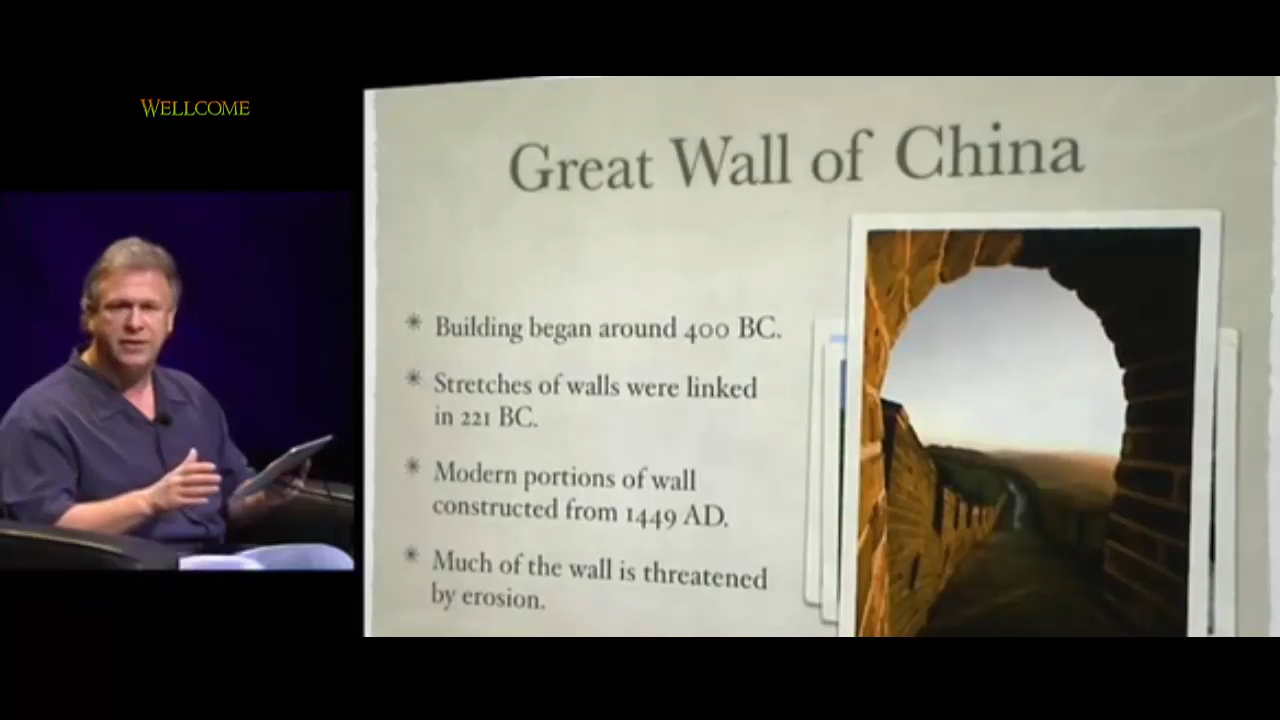 WELLCOME
Great Wall of China
* Building began around 400 BC.
* Stretches of walls were linked
in 221 BC.
* Modern portions of wall
constructed from 1449 AD.
* Much of the wall is threatened
by erosion.